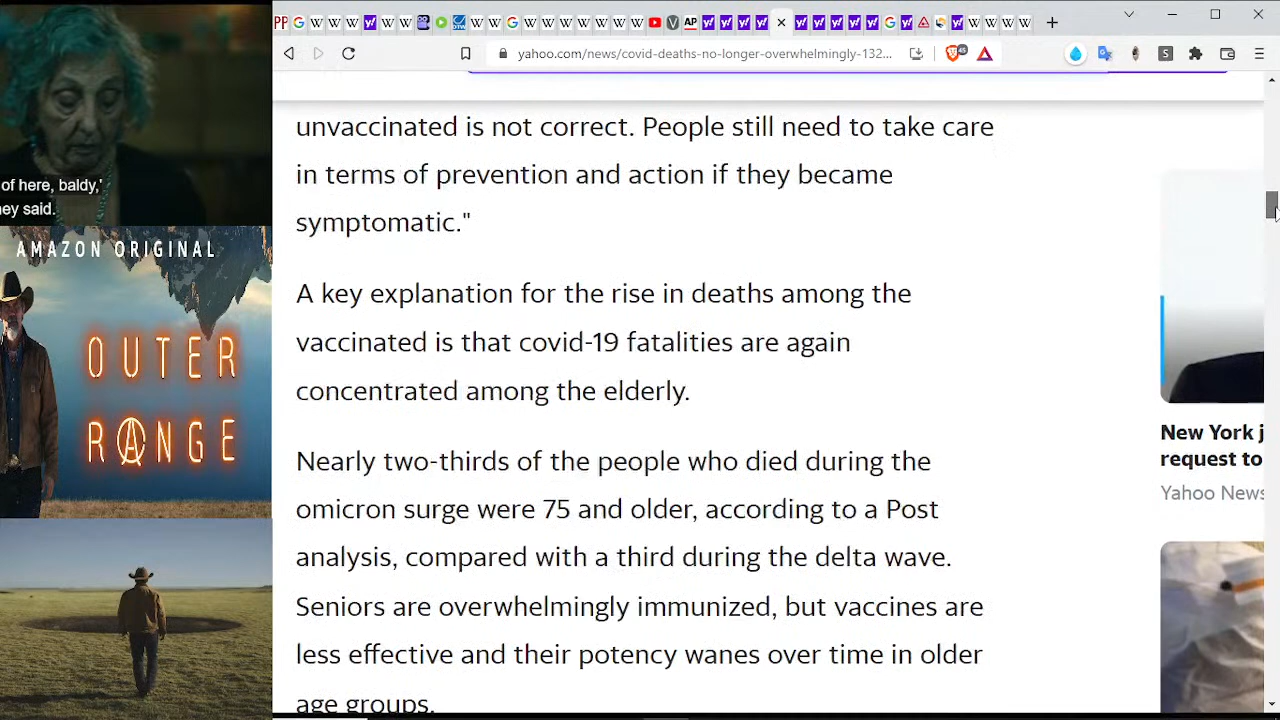 yahoo.com/news/covid-deaths-no-longer-overwhelmingly-132...
45
of here, baldy,'
ey said.
AMAZON ORIGINAL
OUTER
RANGE
unvaccinated is not correct. People still need to take care
in terms of prevention and action if they became
symptomatic."
A key explanation for the rise in deaths among the
vaccinated is that covid-19 fatalities are again
concentrated among the elderly.
Nearly two-thirds of the people who died during the
omicron surge were 75 and older, according to a Post
analysis, compared with a third during the delta wave.
Seniors are overwhelmingly immunized, but vaccines are
less effective and their potency wanes over time in older
age groups.
New York j
request to
Yahoo News